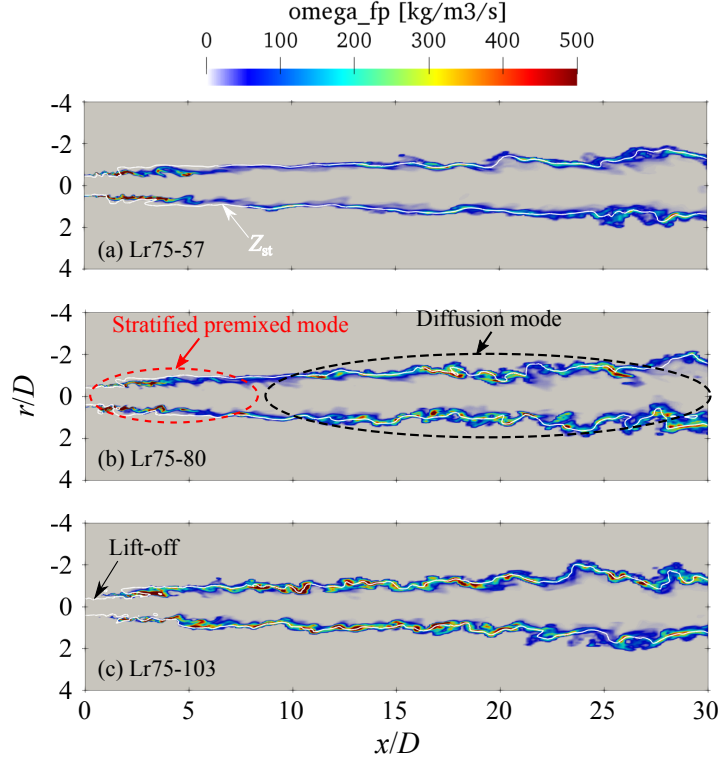 omega_fp [kg/m3/s]
0 100 200 300 400 500
-4
-2
0
2
4
Zst
(a) Lr75-57
-4
-2
0
2
4
Stratified premixed mode
Diffusion mode
r/D
(b) Lr75-80
-4
-2
0
2
4
Lift-off
(c) Lr75-103
0 5 10 15 20 25 30
x/D